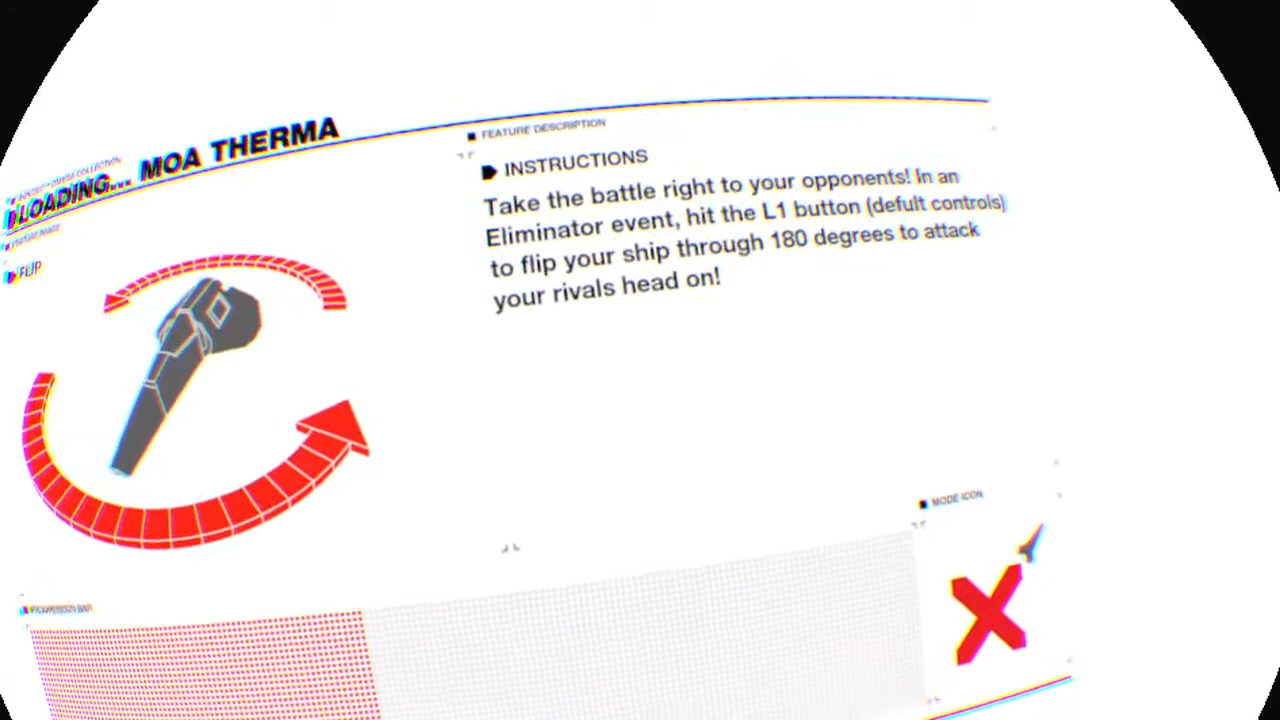 LOADING... MOA THERMA
FLIP
FEATURE DESCRIPTION
INSTRUCTIONS
Take the battle right to your opponents! In an
Eliminator event, hit the L1 button (defult controls)
to flip your ship through 180 degrees to attack
your rivals head on!
MODE ICON
PROGRESSION BAR